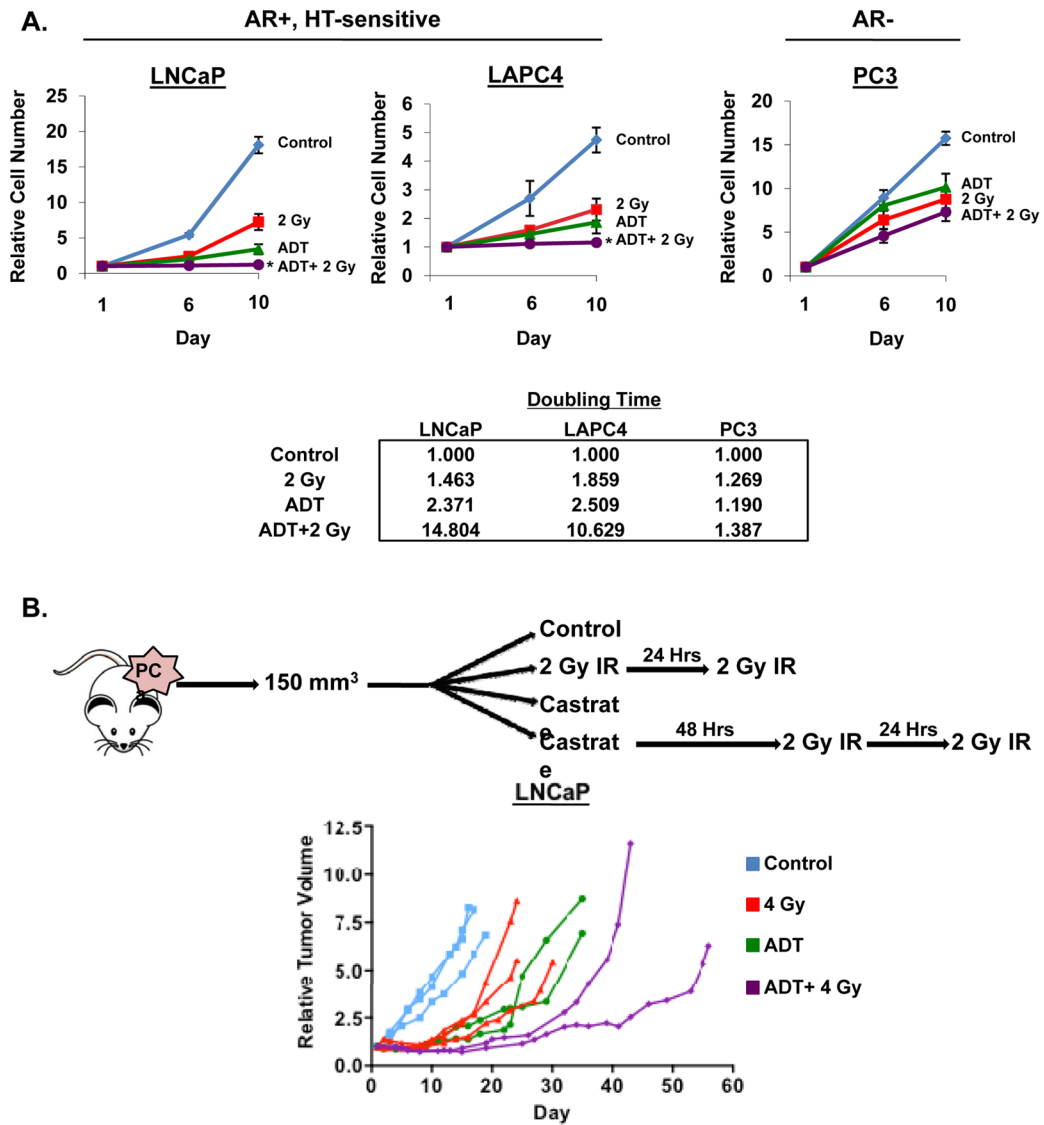 A.
AR+, HT-sensitive
AR-
LNCaP
LAPC4
PC3
Relative Cell Number
25
20
15
10
5
0
1
6
10
Day
Control
2 Gy
ADT
* ADT+ 2 Gy
Relative Cell Number
6
5
4
3
2
1
0
1
6
10
Day
Control
2 Gy
ADT
* ADT+ 2 Gy
Relative Cell Number
20
15
10
5
0
1
6
10
Day
Control
ADT
2 Gy
ADT+ 2 Gy
Doubling Time
LNCaP LAPC4 PC3
Control 1.000 1.000 1.000
2 Gy 1.463 1.859 1.269
ADT 2.371 2.509 1.190
ADT+2 Gy 14.804 10.629 1.387
B.
PC
a
150 mm³
Control
2 Gy IR 24 Hrs 2 Gy IR
Castrat
e
Castrat
e
48 Hrs 2 Gy IR 24 Hrs 2 Gy IR
LNCaP
Relative Tumor Volume
12.5
10.0
7.5
5.0
2.5
0.0
0 10 20 30 40 50 60
Day
Control
4 Gy
ADT
ADT+ 4 Gy